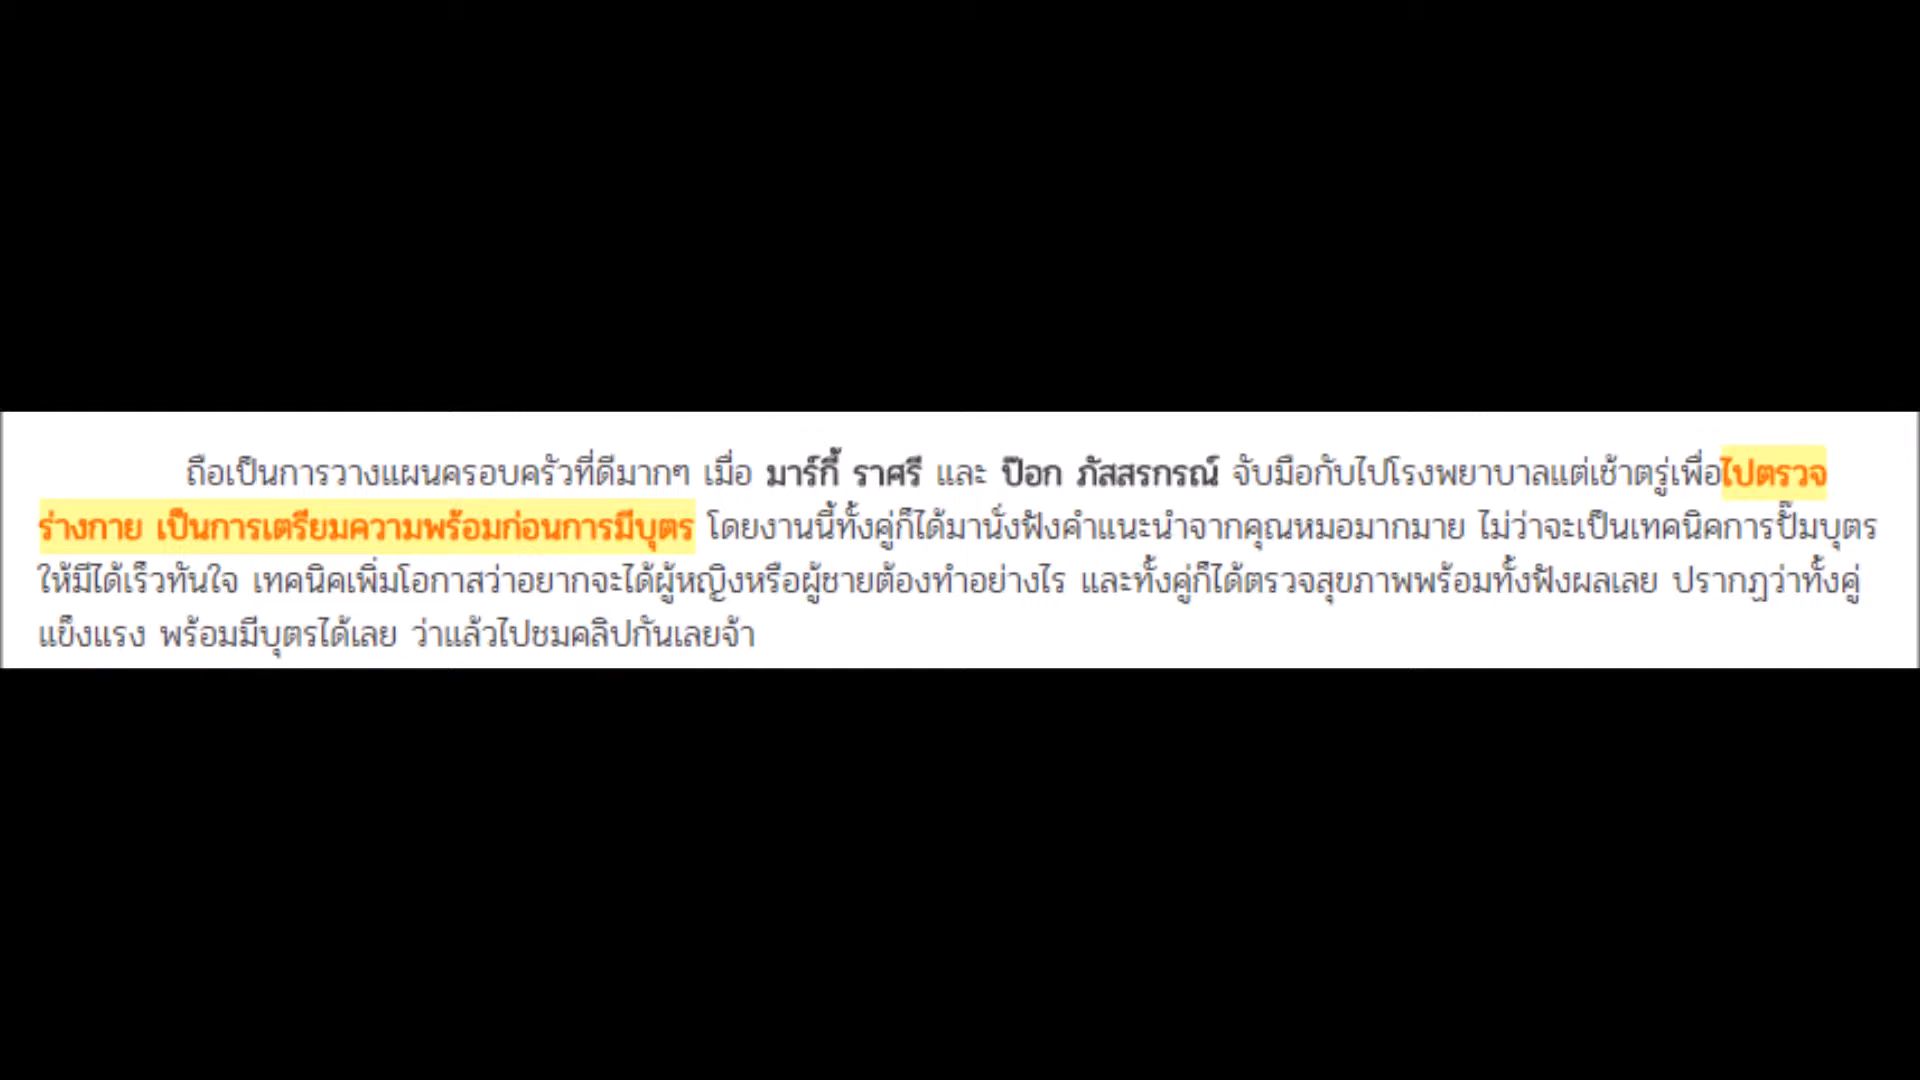 ถือเป็นการวางแผนครอบครัวที่ดีมากๆ เมื่อ มาร์กี้ ราศรี และ ป๊อก ภัสสรกรณ์ จับมือกับไปโรงพยาบาลแต่เช้าตรู่เพื่อไปตรวจ
ร่างกาย เป็นการเตรียมความพร้อมก่อนการมีบุตร โดยงานนี้ทั้งคู่ก็ได้มานั่งฟังคำแนะนำจากคุณหมอมากมาย ไม่ว่าจะเป็นเทคนิคการปั๊มบุตร
ให้มีได้เร็วทันใจ เทคนิคเพิ่มโอกาสว่าอยากจะได้ผู้หญิงหรือผู้ชายต้องทำอย่างไร และทั้งคู่ก็ได้ตรวจสุขภาพพร้อมทั้งฟังผลเลย ปรากฏว่าทั้งคู่
แข็งแรง พร้อมมีบุตรได้เลย ว่าแล้วไปชมคลิปกันเลยจ้า